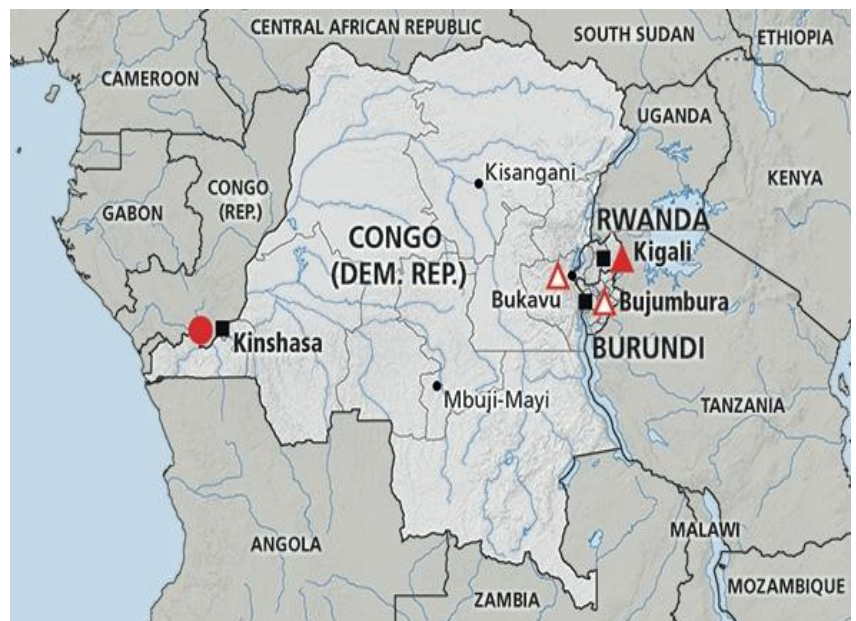 CENTRAL AFRICAN REPUBLIC
SOUTH SUDAN
ETHIOPIA
CAMEROON
UGANDA
Kisangani
KENYA
CONGO
(REP.)
GABON
RWANDA
CONGO
(DEM. REP.)
Kigali
Bukavu
Bujumbura
Kinshasa
BURUNDI
Mbuji-Mayi
TANZANIA
ANGOLA
MALAWI
MOZAMBIQUE
ZAMBIA